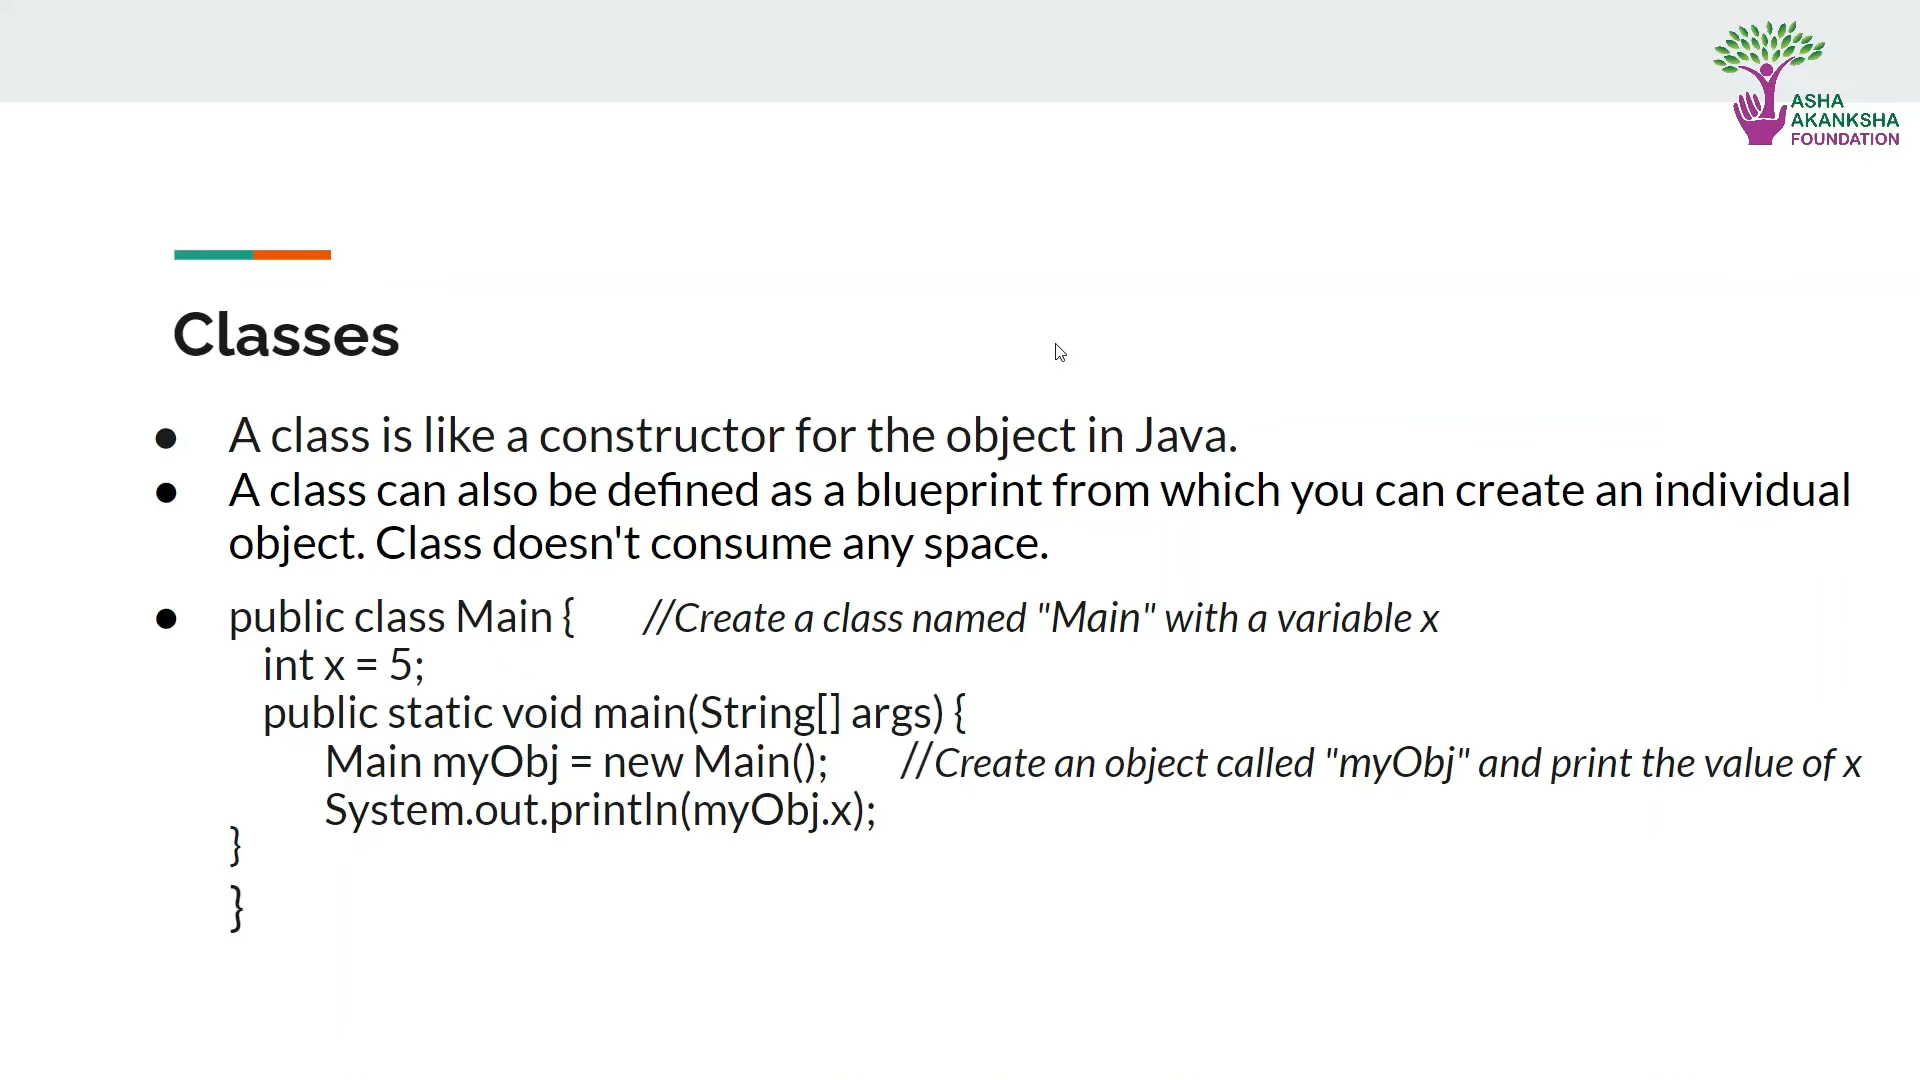 ASHA
AKANKSHA
FOUNDATION
Classes
● A class is like a constructor for the object in Java.
● A class can also be defined as a blueprint from which you can create an individual
object. Class doesn't consume any space.
● public class Main { //Create a class named "Main" with a variable x
int x = 5;
public static void main(String[] args) {
Main myObj = new Main(); //Create an object called "myObj" and print the value of x
System.out.println(myObj.x);
}
}